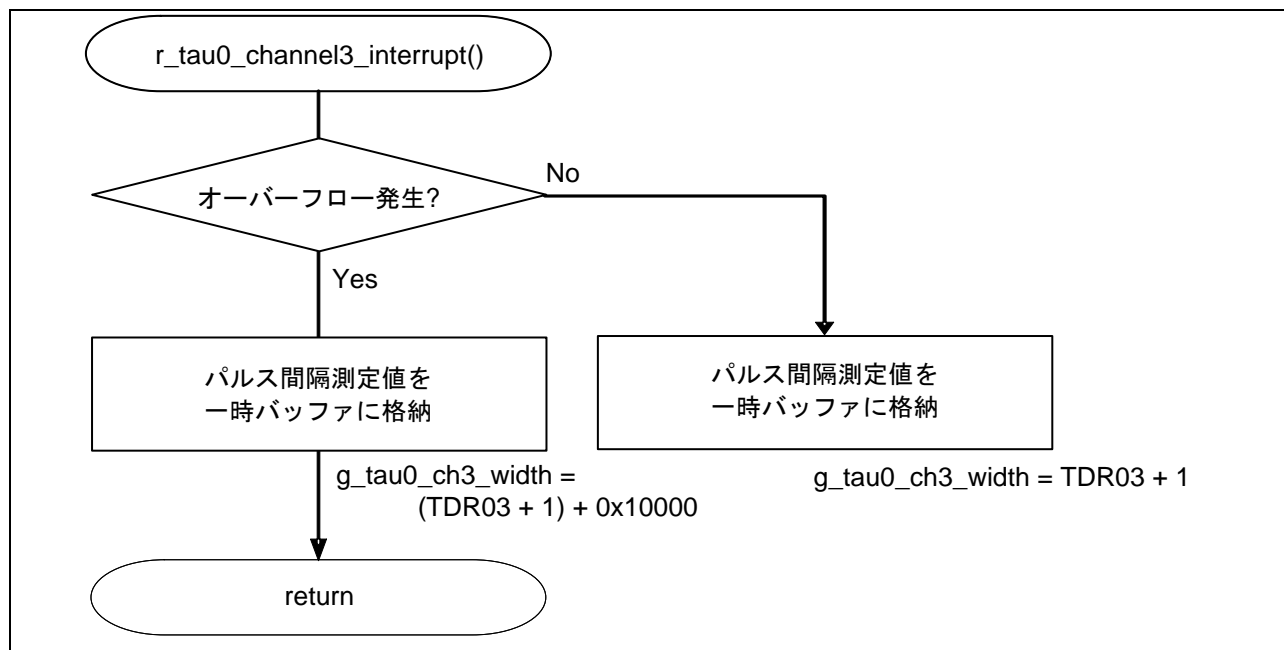 r_tau0_channel3_interrupt()
オーバーフロー発生?
No
Yes
パルス間隔測定値を
一時バッファに格納
パルス間隔測定値を
一時バッファに格納
g_tau0_ch3_width =
(TDR03 + 1) + 0x10000
g_tau0_ch3_width = TDR03 + 1
return